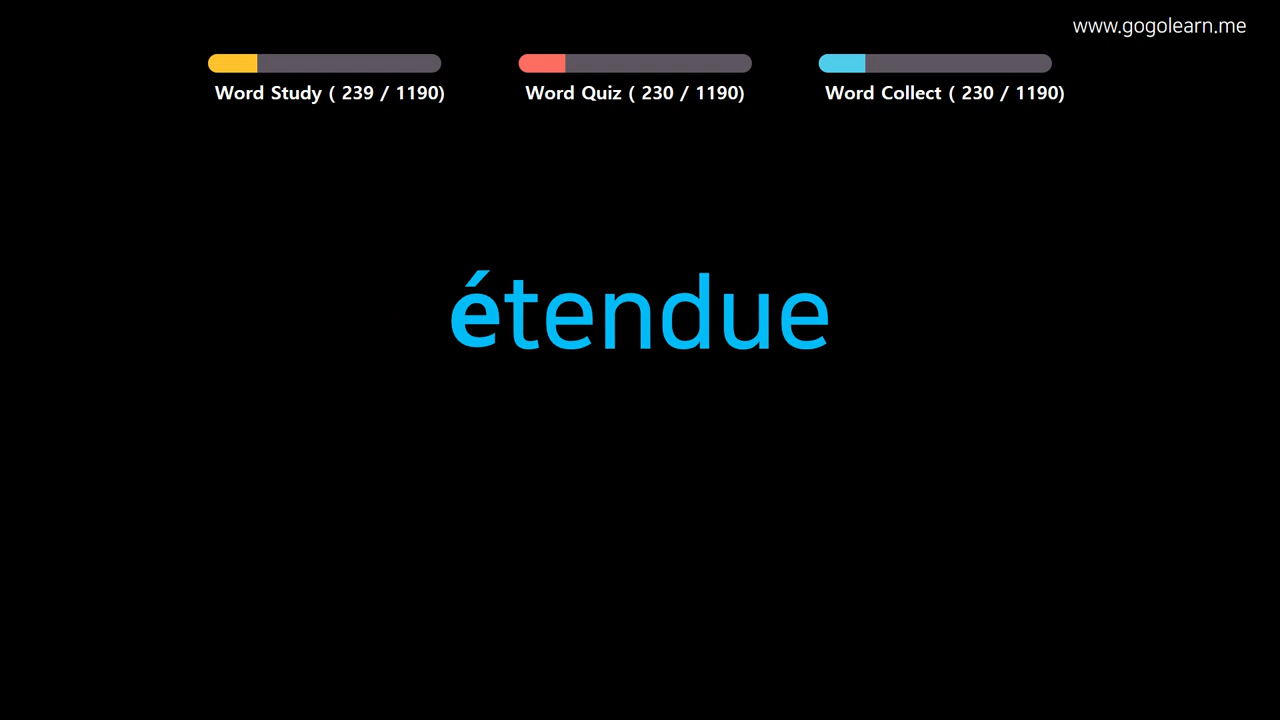 www.gogolearn.me
Word Study ( 239 / 1190)
Word Quiz ( 230 / 1190)
Word Collect ( 230 / 1190)
étendue